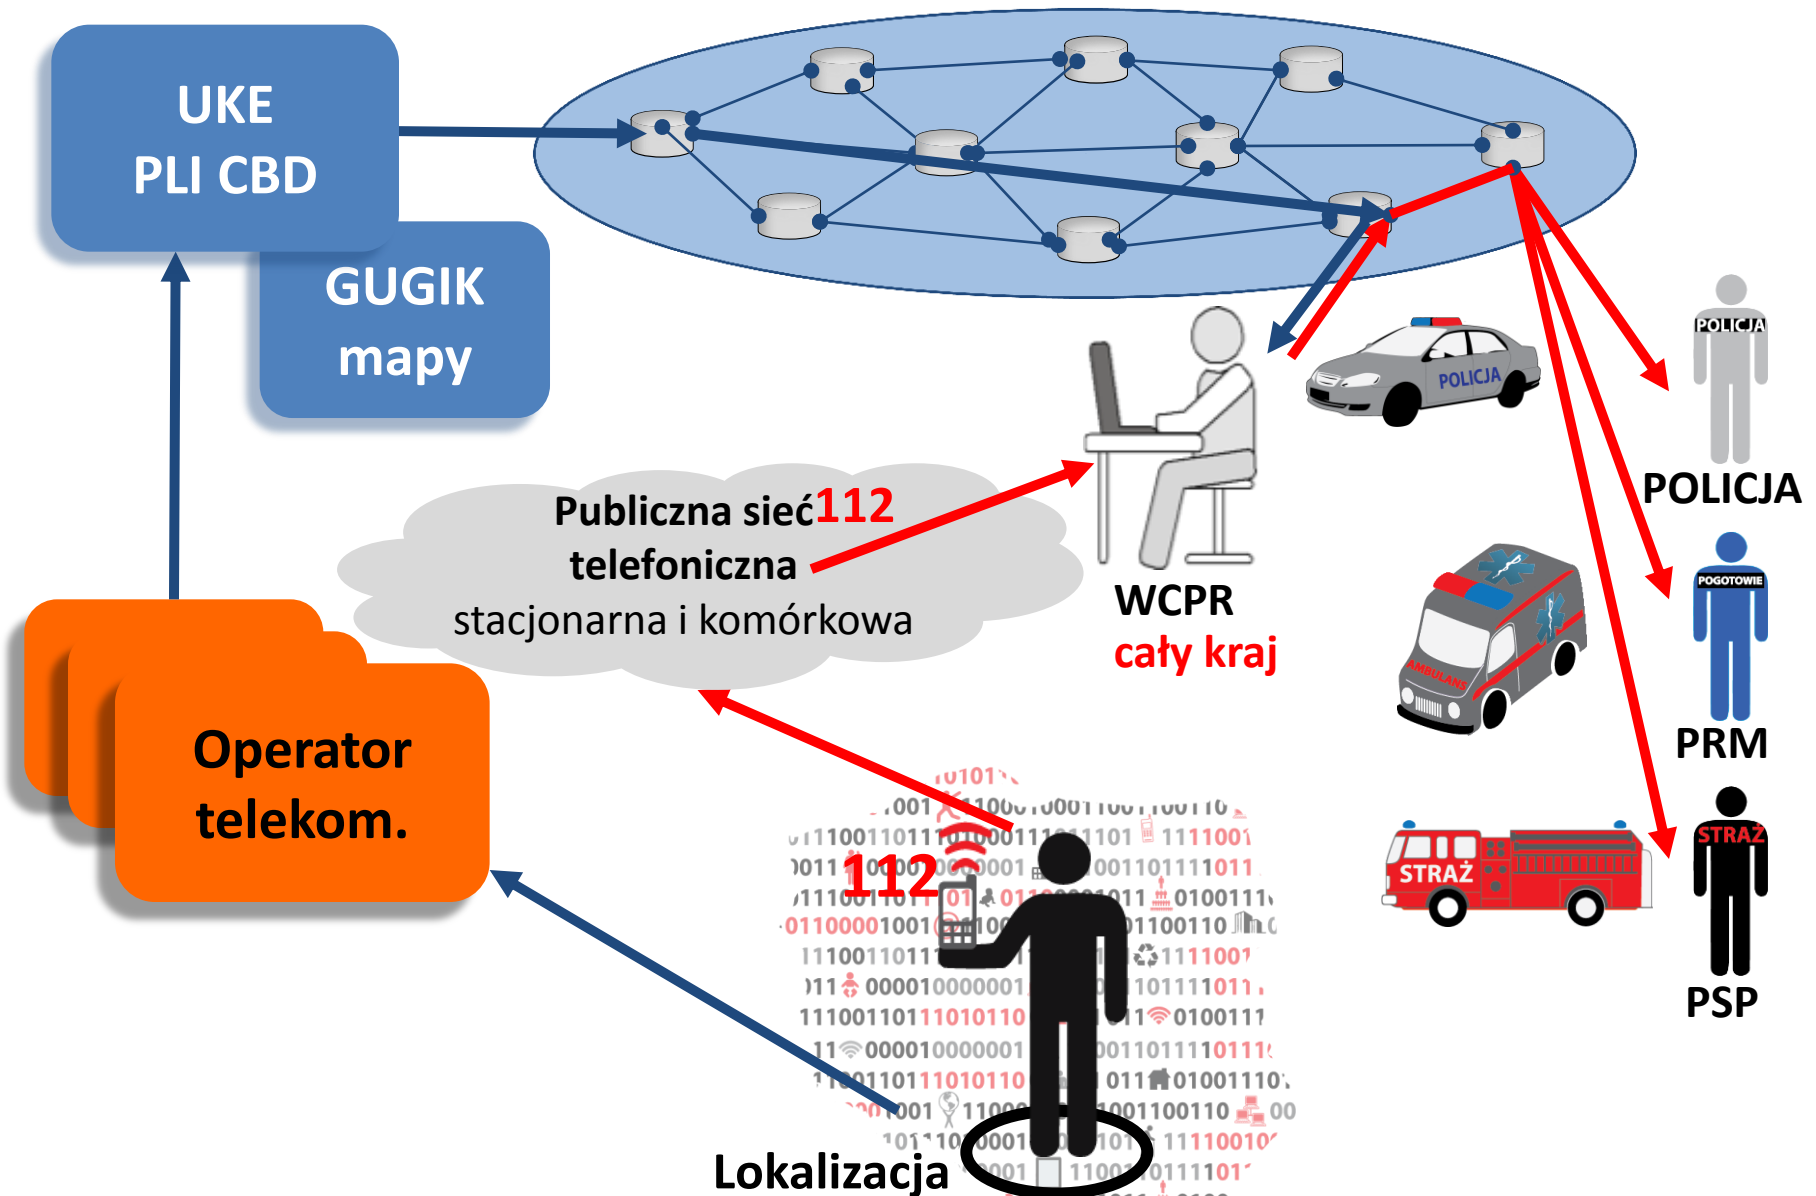 UKE
PLI CBD
GUGIK
mapy
POLICJA
POLICJA
POLICJA
Publiczna sieć 112
telefoniczna
stacjonarna i komórkowa
WCPR
cały kraj
AMBULANS
POGOTOWIE
PRM
Operator
telekom.
112
STRAŻ
STRAŻ
PSP
Lokalizacja